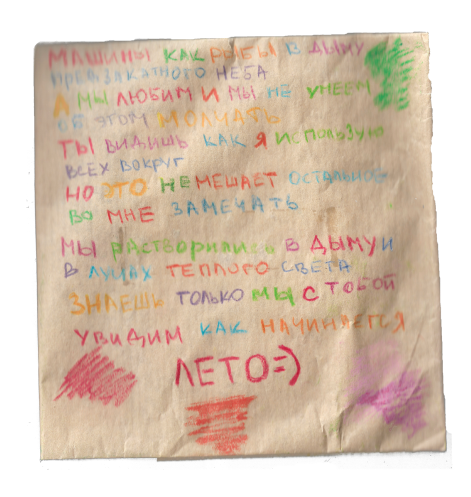 МАШИНЫ КАК РЫБЫ В ДЫМУ
ПРЕДЗАКАТНОГО НЕБА
А МЫ ЛЮБИМ И МЫ НЕ УМЕЕМ
ОБ ЭТОМ МОЛЧАТЬ
ТЫ ВИДИШЬ КАК Я ИСПОЛЬЗУЮ
ВСЕХ ВОКРУГ
НО ЭТО НЕМЕШАЕТ ОСТАЛЬНОЕ
ВО МНЕ ЗАМЕЧАТЬ
МЫ РАСТВОРИЛИСЬ В ДЫМУ И
В ЛУЧАХ ТЕПЛОГО СВЕТА
ЗНАЕШЬ ТОЛЬКО МЫ С ТОБОЙ
УВИДИМ КАК НАЧИНАЕТСЯ
ЛЕТО=)